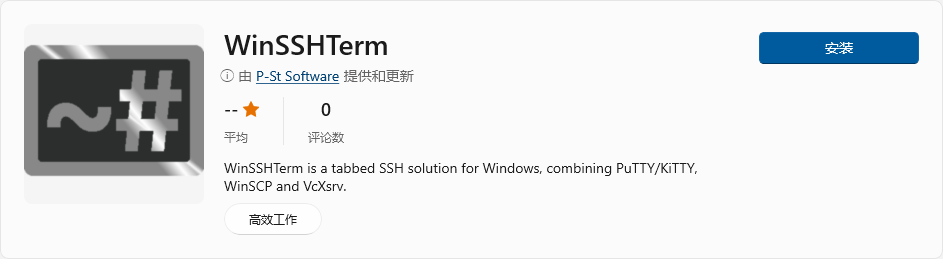 ~#
WinSSHTerm
安装
由 P-St Software 提供和更新
--
0
平均
评论数
WinSSHTerm is a tabbed SSH solution for Windows, combining PuTTY/KiTTY,
WinSCP and VcXsrv.
高效工作